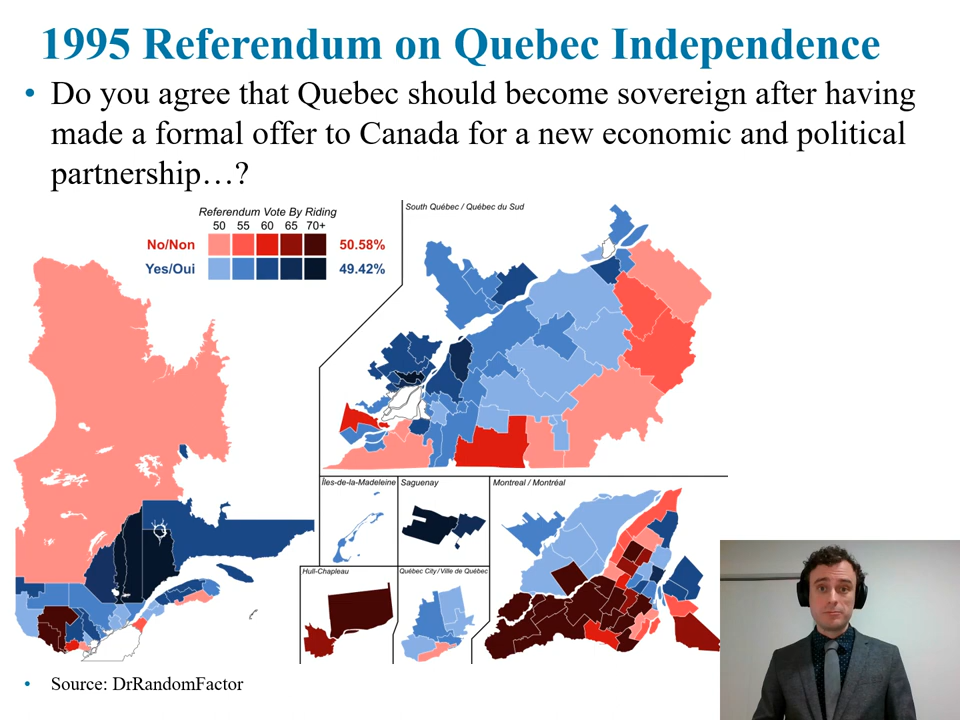 1995 Referendum on Quebec Independence
• Do you agree that Quebec should become sovereign after having
made a formal offer to Canada for a new economic and political
partnership…?
Referendum Vote By Riding
50 55 60 65 70+
No/Non 50.58%
Yes/Oui 49.42%
South Québec / Québec du Sud
Îles-de-la-Madeleine
Saguenay
Montreal / Montréal
Hull-Chapleau
Québec City / Ville de Québec
• Source: DrRandomFactor